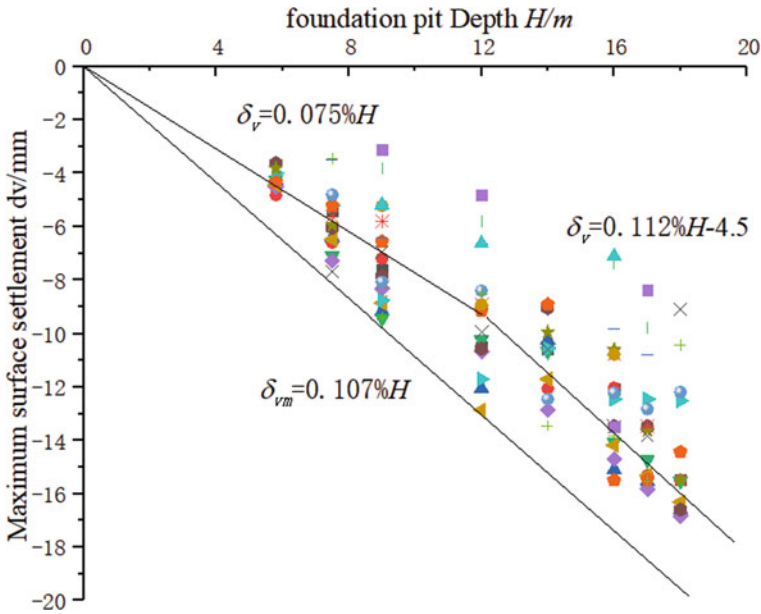 foundation pit Depth H/m
0 4 8 12 16 20
Maximum surface settlement dv/mm
0
-2
-4
-6
-8
-10
-12
-14
-16
-18
-20
δv=0.075%H
δv=0.112%H-4.5
δvm=0.107%H